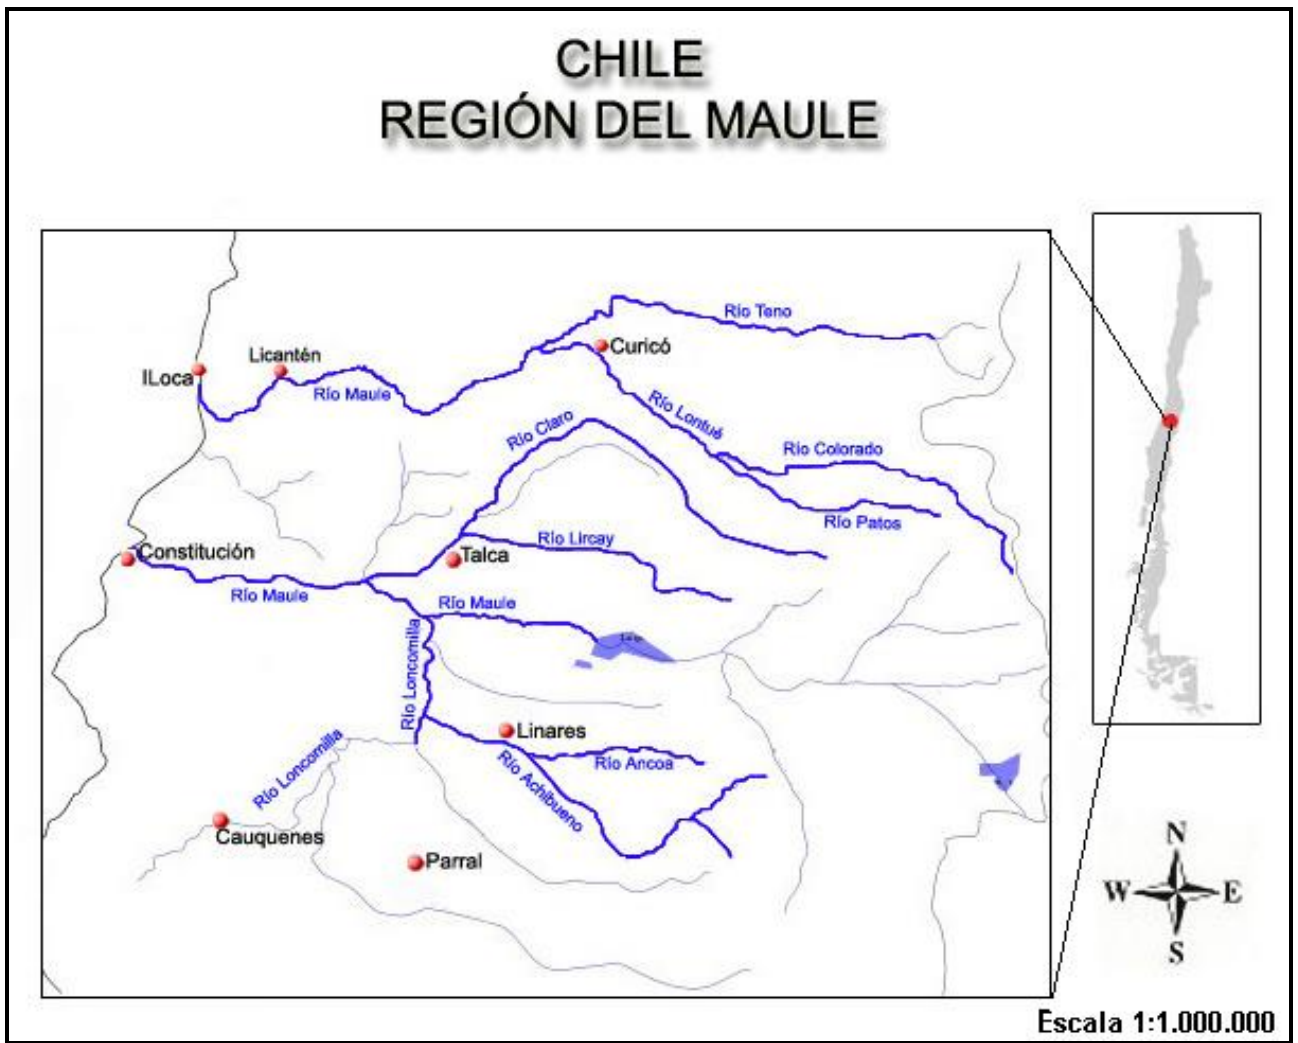 CHILE
REGIÓN DEL MAULE
Río Teno
Curicó
Licantén
ILoca
Río Maule
Río Lontué
Río Claro
Río Colorado
Río Patos
Río Lircay
Constitución
Talca
Río Maule
Río Maule
Río Loncomilla
Linares
Río Ancoa
Río Loncomilla
Río Achibueno
Cauquenes
Parral
N
W E
S
Escala 1:1.000.000